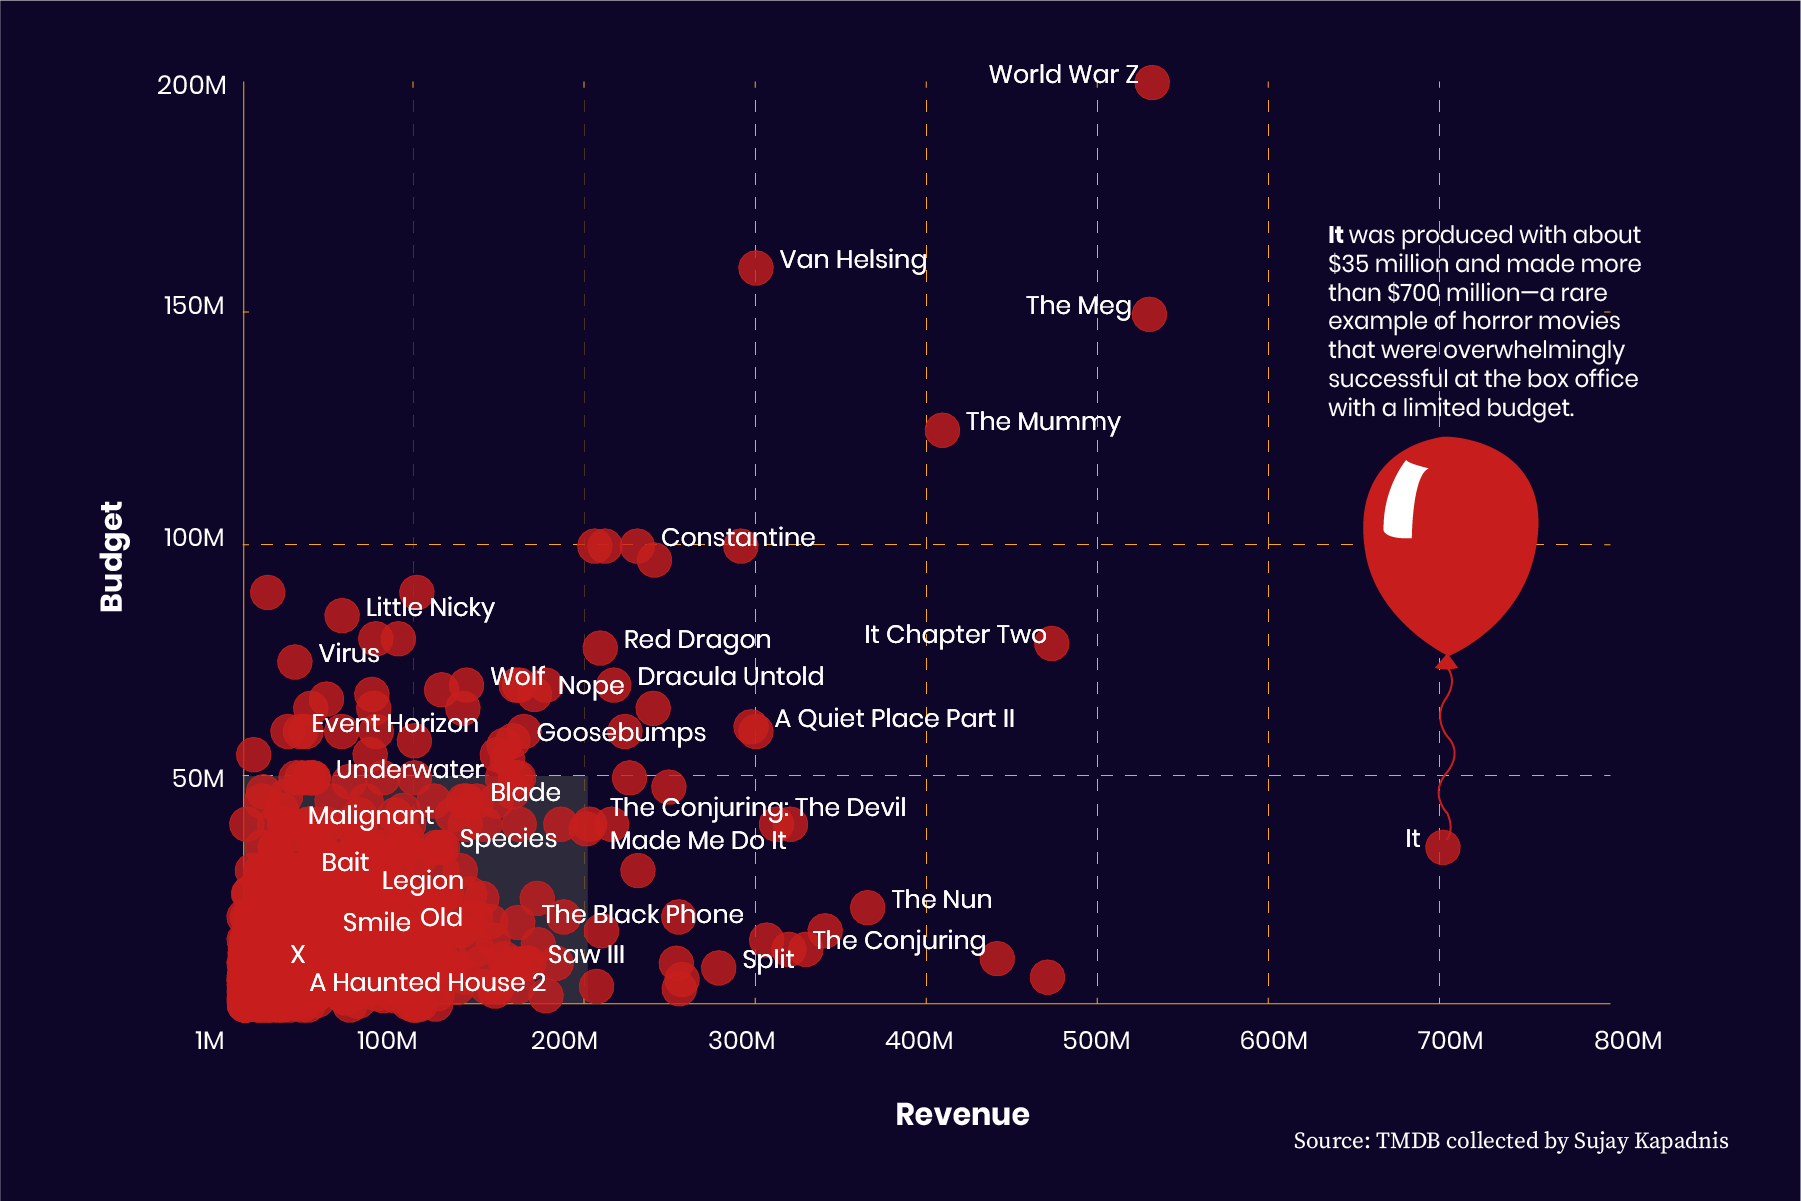 World War Z
200M
It was produced with about
$35 million and made more
than $700 million—a rare
example of horror movies
that were overwhelmingly
successful at the box office
with a limited budget.
Van Helsing
The Meg
150M
The Mummy
Constantine
100M
Budget
Little Nicky
It Chapter Two
Red Dragon
Virus
Wolf
Nope
Dracula Untold
A Quiet Place Part II
Event Horizon
Goosebumps
Underwater
50M
Blade
The Conjuring: The Devil
Made Me Do It
Malignant
Species
It
Bait
Legion
The Nun
Smile
Old
The Black Phone
The Conjuring
X
Saw III
Split
A Haunted House 2
1M
100M
200M
300M
400M
500M
600M
700M
800M
Revenue
Source: TMDB collected by Sujay Kapadnis